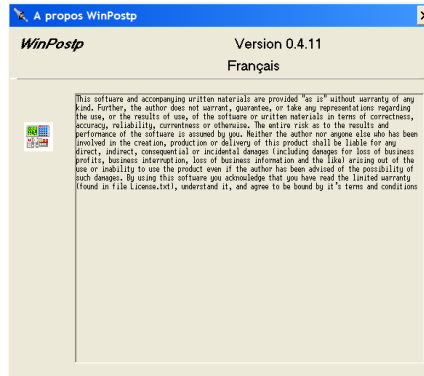 A propos WinPostp
WinPostp
Version 0.4.11
Français
This software and accompanying written materials are provided "as is" without warranty of any
kind. Further, the author does not warrant, guarantee, or take any representations regarding
the use, or the results of use, of the software or written materials in terms of correctness,
accuracy, reliability, currentness or otherwise. The entire risk as to the results and
performance of the software is assumed by you. Neither the author nor anyone else who has been
involved in the creation, production or delivery of this product shall be liable for any
direct, indirect, consequential or incidental damages (including damages for loss of business
profits, business interruption, loss of business information and the like) arising out of the
use or inability to use the product even if the author has been advised of the possibility of
such damages. By using this software you acknowledge that you have read the limited warranty
(found in file License.txt), understand it, and agree to be bound by it's terms and conditions